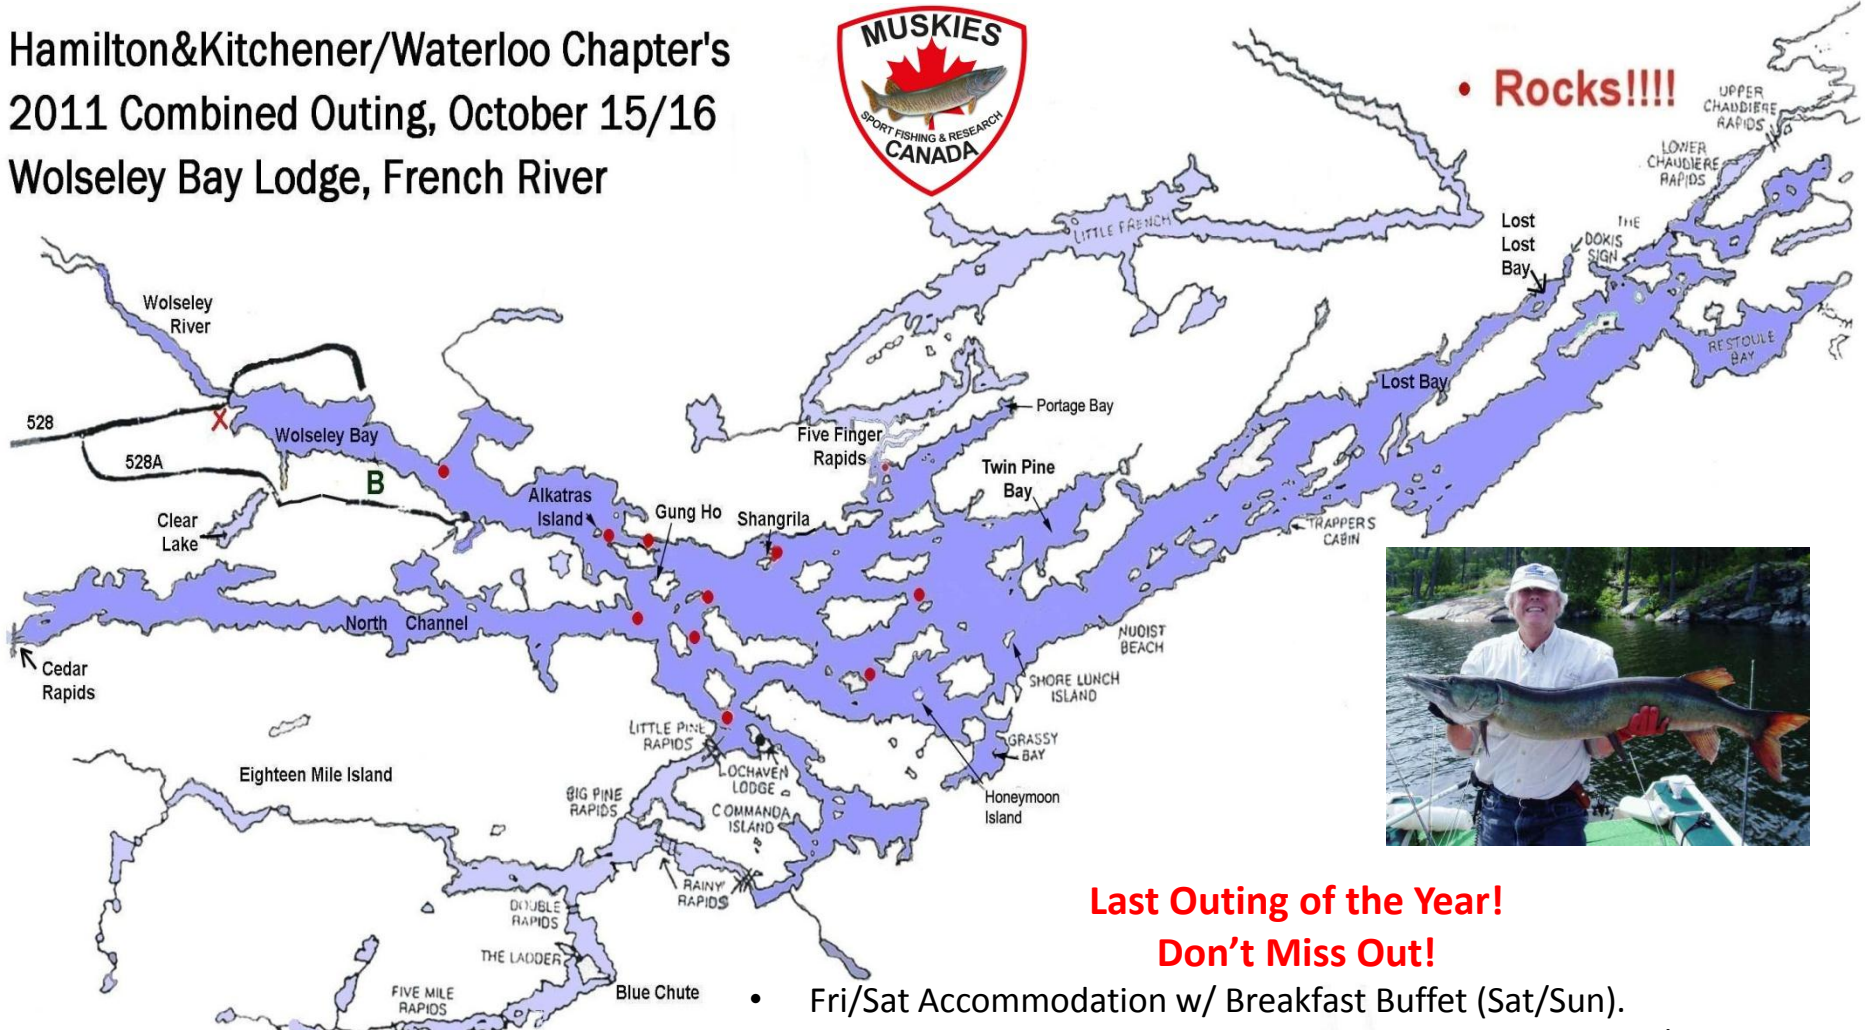 Hamilton&Kitchener/Waterloo Chapter's
2011 Combined Outing, October 15/16
Wolseley Bay Lodge, French River
MUSKIES
SPORT FISHING & RESEARCH
CANADA
• Rocks!!!!
UPPER
CHAUDIERE
RAPIDS
LOWER
CHAUDIERE
RAPIDS
LITTLE FRENCH
Lost
Lost
Bay
THE
DOKIS
SIGN
RESTOULE
BAY
Wolseley
River
528
X
Wolseley Bay
528A
B
Clear
Lake
Alkatras
Island
Gung Ho
Shangrila
Five Finger
Rapids
Portage Bay
Twin Pine
Bay
Lost Bay
TRAPPERS
CABIN
North Channel
Cedar
Rapids
NUDIST
BEACH
SHORE LUNCH
ISLAND
GRASSY
BAY
Honeymoon
Island
LITTLE PINE
RAPIDS
LOCHAVEN
LODGE
COMMANDA
ISLAND
BIG PINE
RAPIDS
Eighteen Mile Island
RAINY
RAPIDS
DOUBLE
RAPIDS
THE LADDER
Blue Chute
FIVE MILE
RAPIDS
Last Outing of the Year!
Don't Miss Out!
• Fri/Sat Accommodation w/ Breakfast Buffet (Sat/Sun).